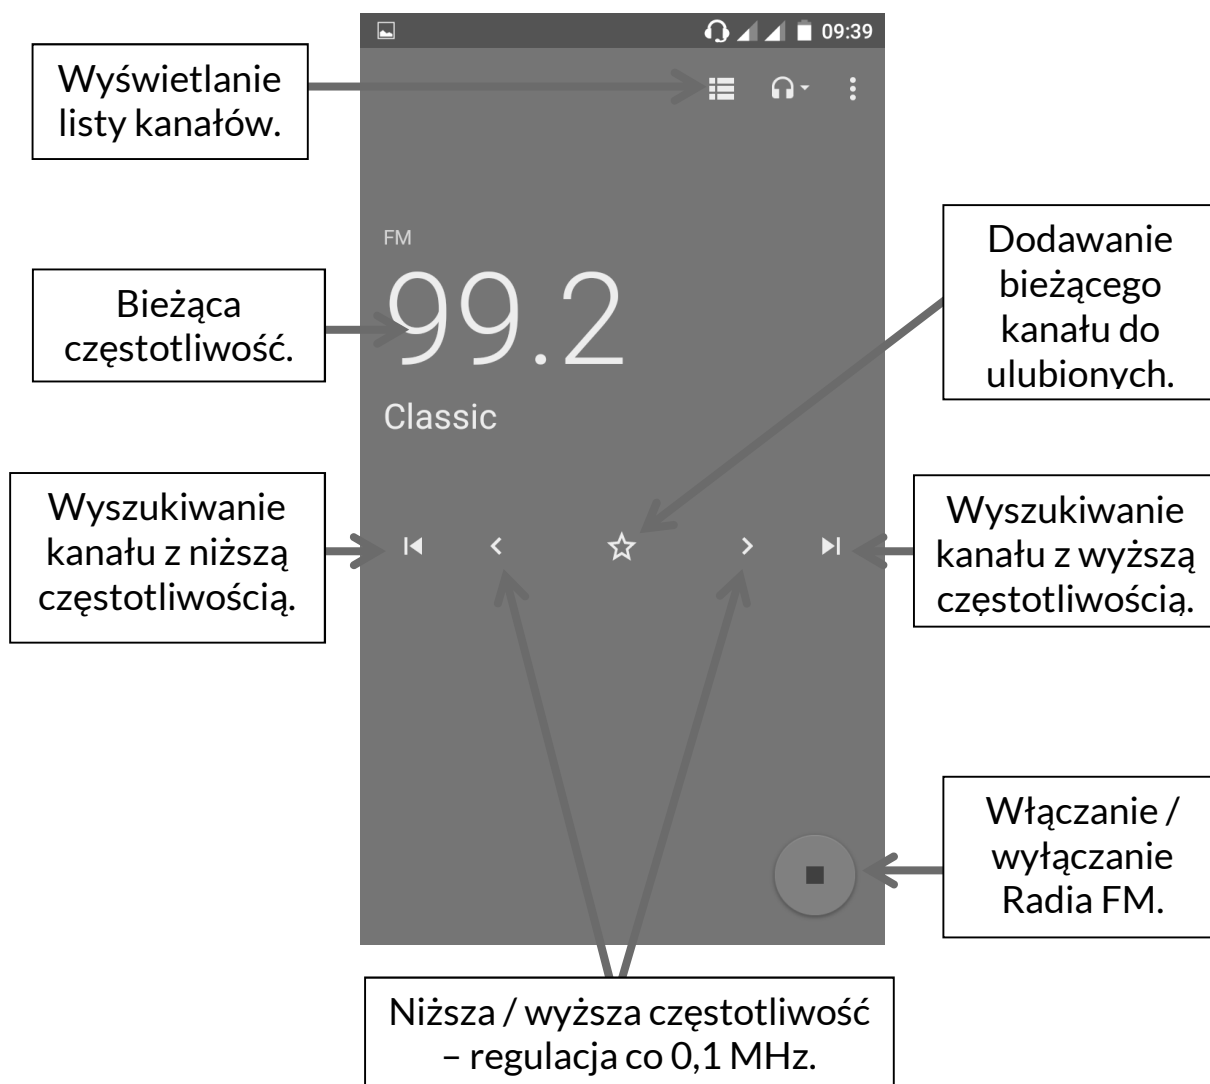 09:39
Wyświetlanie
listy kanałów.
FM
99.2
Classic
Bieżąca
częstotliwość.
Dodawanie
bieżącego
kanału do
ulubionych.
Wyszukiwanie
kanału z niższą
częstotliwością.
Wyszukiwanie
kanału z wyższą
częstotliwością.
Włączanie /
wyłączanie
Radia FM.
Niższa / wyższa częstotliwość
– regulacja co 0,1 MHz.